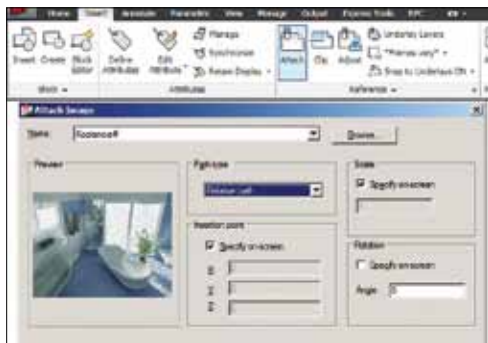 Home Insert Annotate Parametric View Manage Output Express Tools
Insert Create Block Editor Define Attributes Edit Attribute Manage Synchronize Retain Display
Attach Clip Adjust Underlay Layers *Frames vary* Snap to Underlays ON
Block Attributes Reference
Attach Image
Name: Browse...
Preview Path type Scale
Relative path Specify on-screen
Insertion point
Specify on-screen Rotation
Specify on-screen
Angle: 0